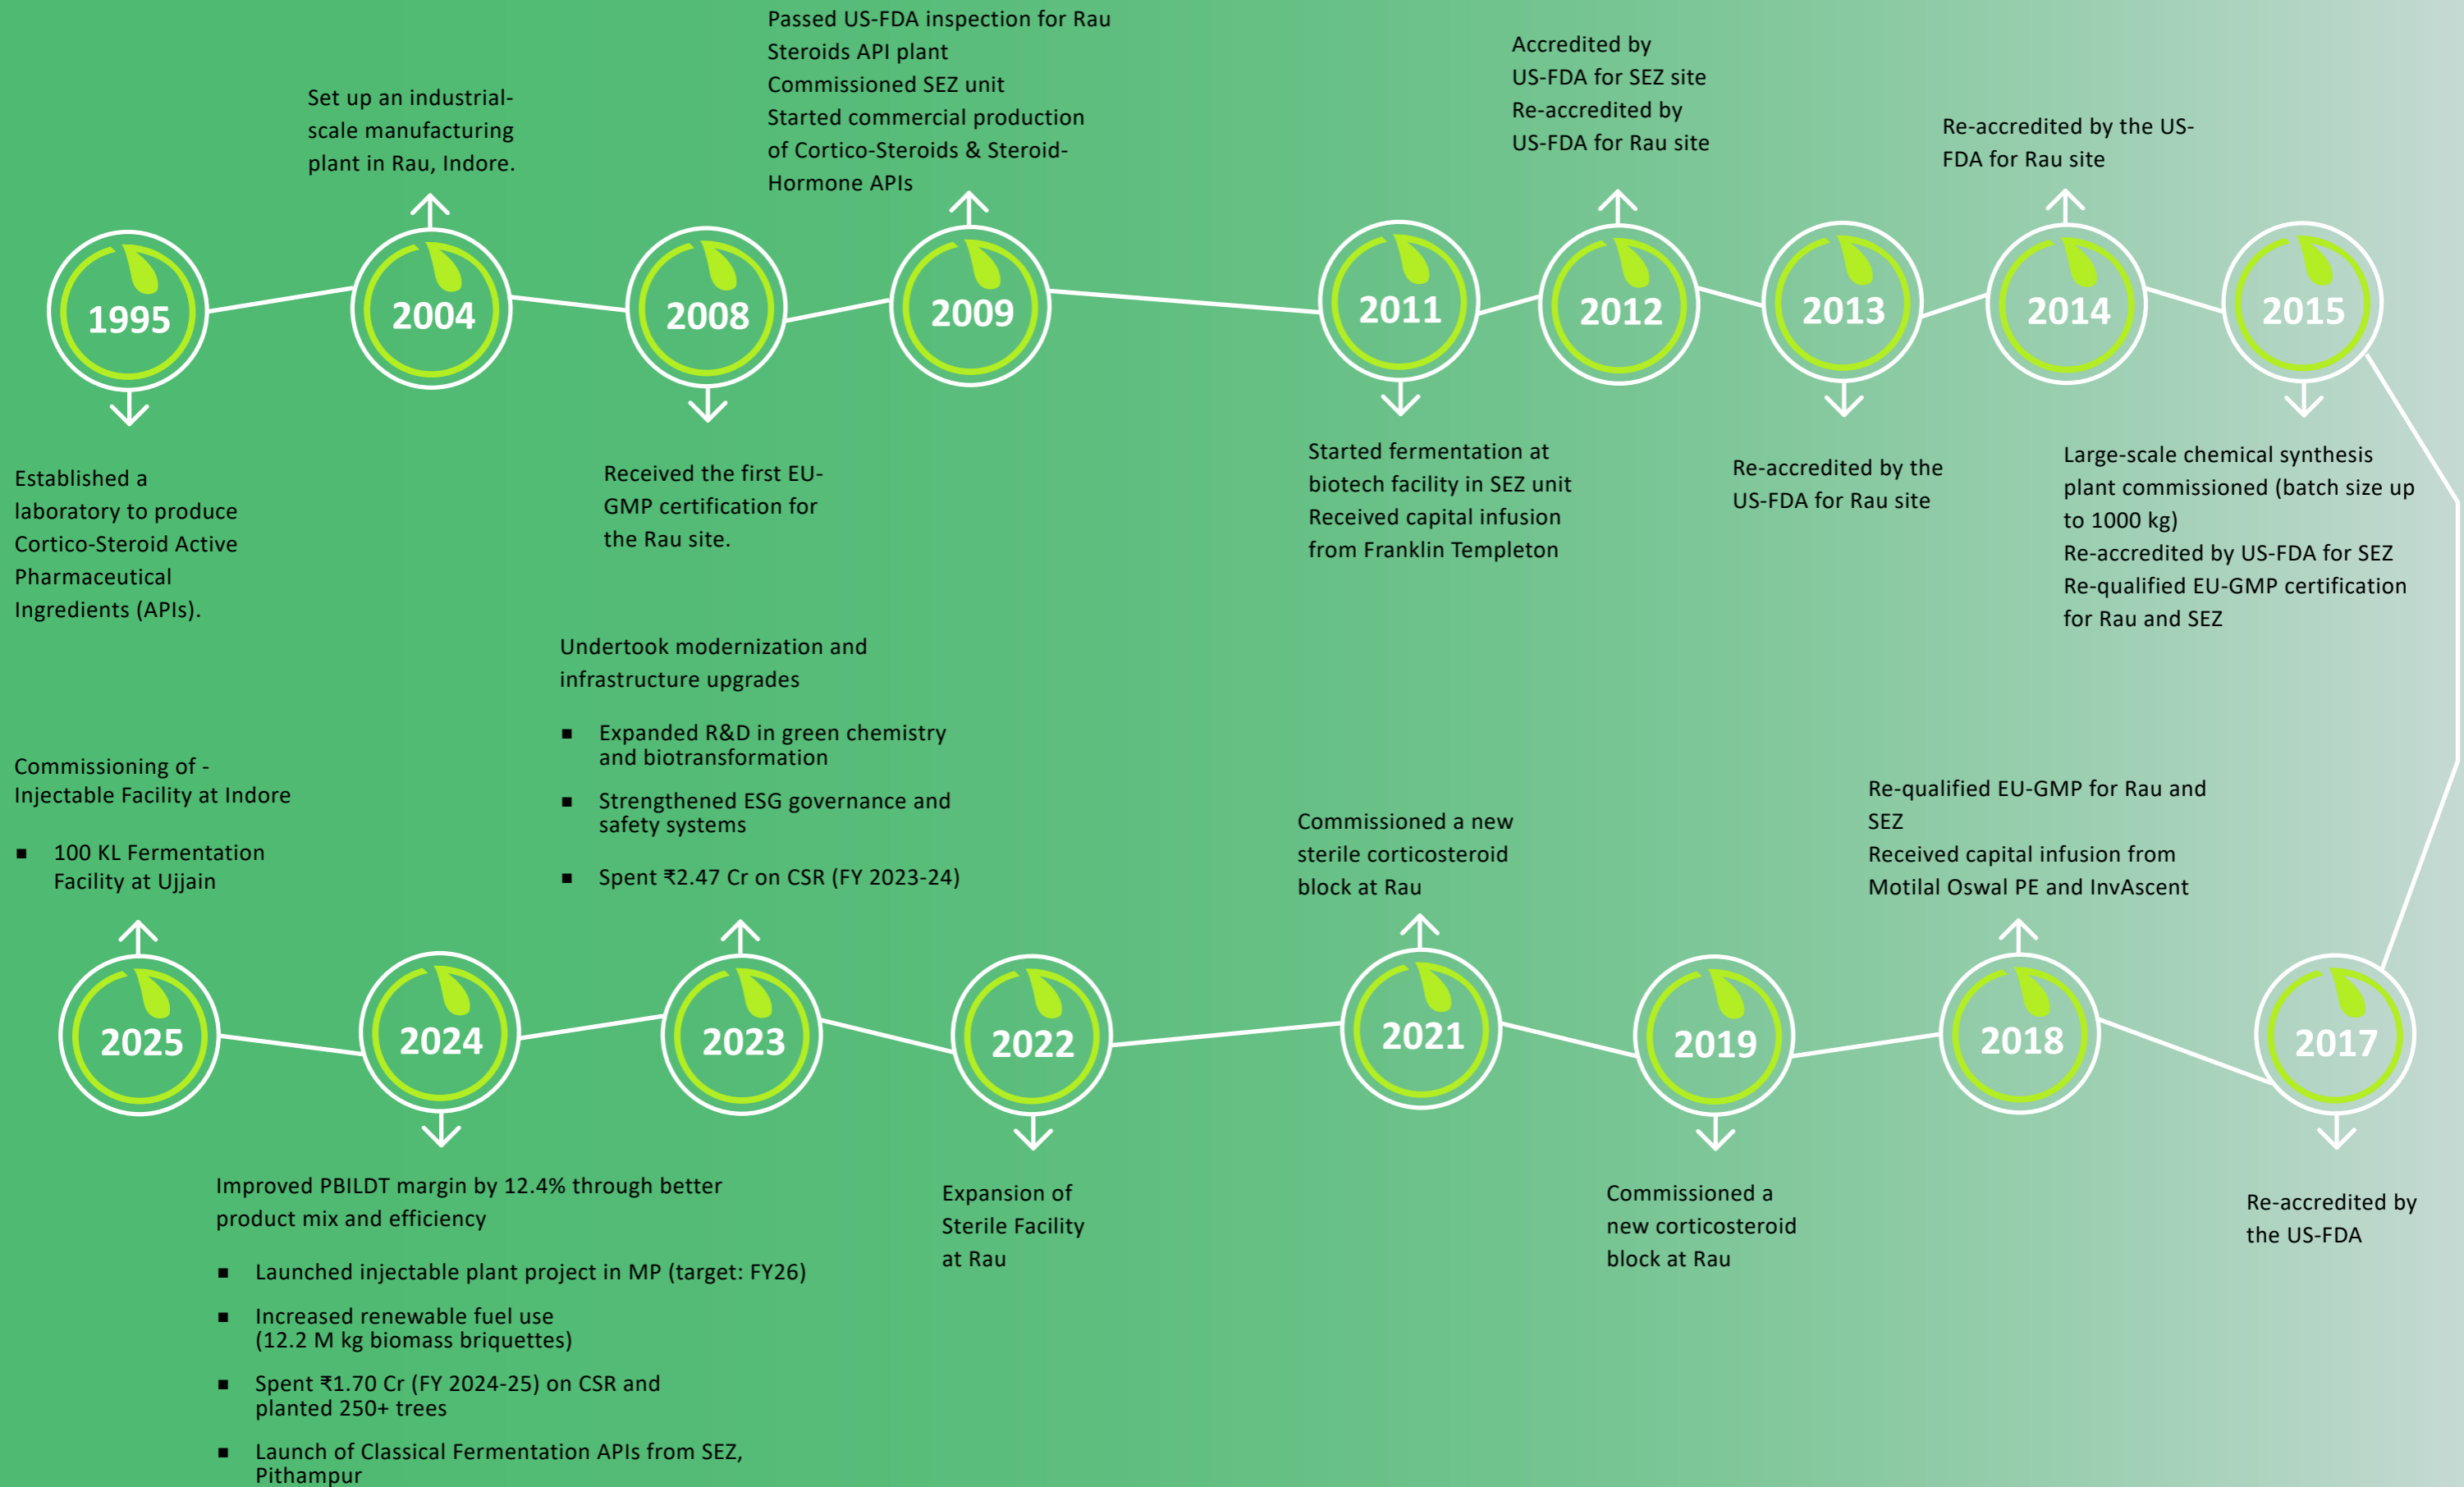 1995
Established a
laboratory to produce
Cortico-Steroid Active
Pharmaceutical
Ingredients (APIs).
2004
Set up an industrial-
scale manufacturing
plant in Rau, Indore.
2008
Received the first EU-
GMP certification for
the Rau site.
2009
Passed US-FDA inspection for Rau
Steroids API plant
Commissioned SEZ unit
Started commercial production
of Cortico-Steroids & Steroid-
Hormone APIs
2011
Started fermentation at
biotech facility in SEZ unit
Received capital infusion
from Franklin Templeton
2012
Accredited by
US-FDA for SEZ site
Re-accredited by
US-FDA for Rau site
2013
Re-accredited by the
US-FDA for Rau site
2014
Re-accredited by the US-
FDA for Rau site
2015
Large-scale chemical synthesis
plant commissioned (batch size up
to 1000 kg)
Re-accredited by US-FDA for SEZ
Re-qualified EU-GMP certification
for Rau and SEZ
2017
Re-accredited by
the US-FDA
2018
Re-qualified EU-GMP for Rau and
SEZ
Received capital infusion from
Motilal Oswal PE and InvAscent
2019
Commissioned a
new corticosteroid
block at Rau
2021
Commissioned a new
sterile corticosteroid
block at Rau
2022
Expansion of
Sterile Facility
at Rau
2023
Undertook modernization and
infrastructure upgrades
■ Expanded R&D in green chemistry
and biotransformation
■ Strengthened ESG governance and
safety systems
■ Spent ₹2.47 Cr on CSR (FY 2023-24)
2024
Improved PBILDT margin by 12.4% through better
product mix and efficiency
■ Launched injectable plant project in MP (target: FY26)
■ Increased renewable fuel use
(12.2 M kg biomass briquettes)
■ Spent ₹1.70 Cr (FY 2024-25) on CSR and
planted 250+ trees
■ Launch of Classical Fermentation APIs from SEZ,
Pithampur
2025
Commissioning of -
Injectable Facility at Indore
■ 100 KL Fermentation
Facility at Ujjain